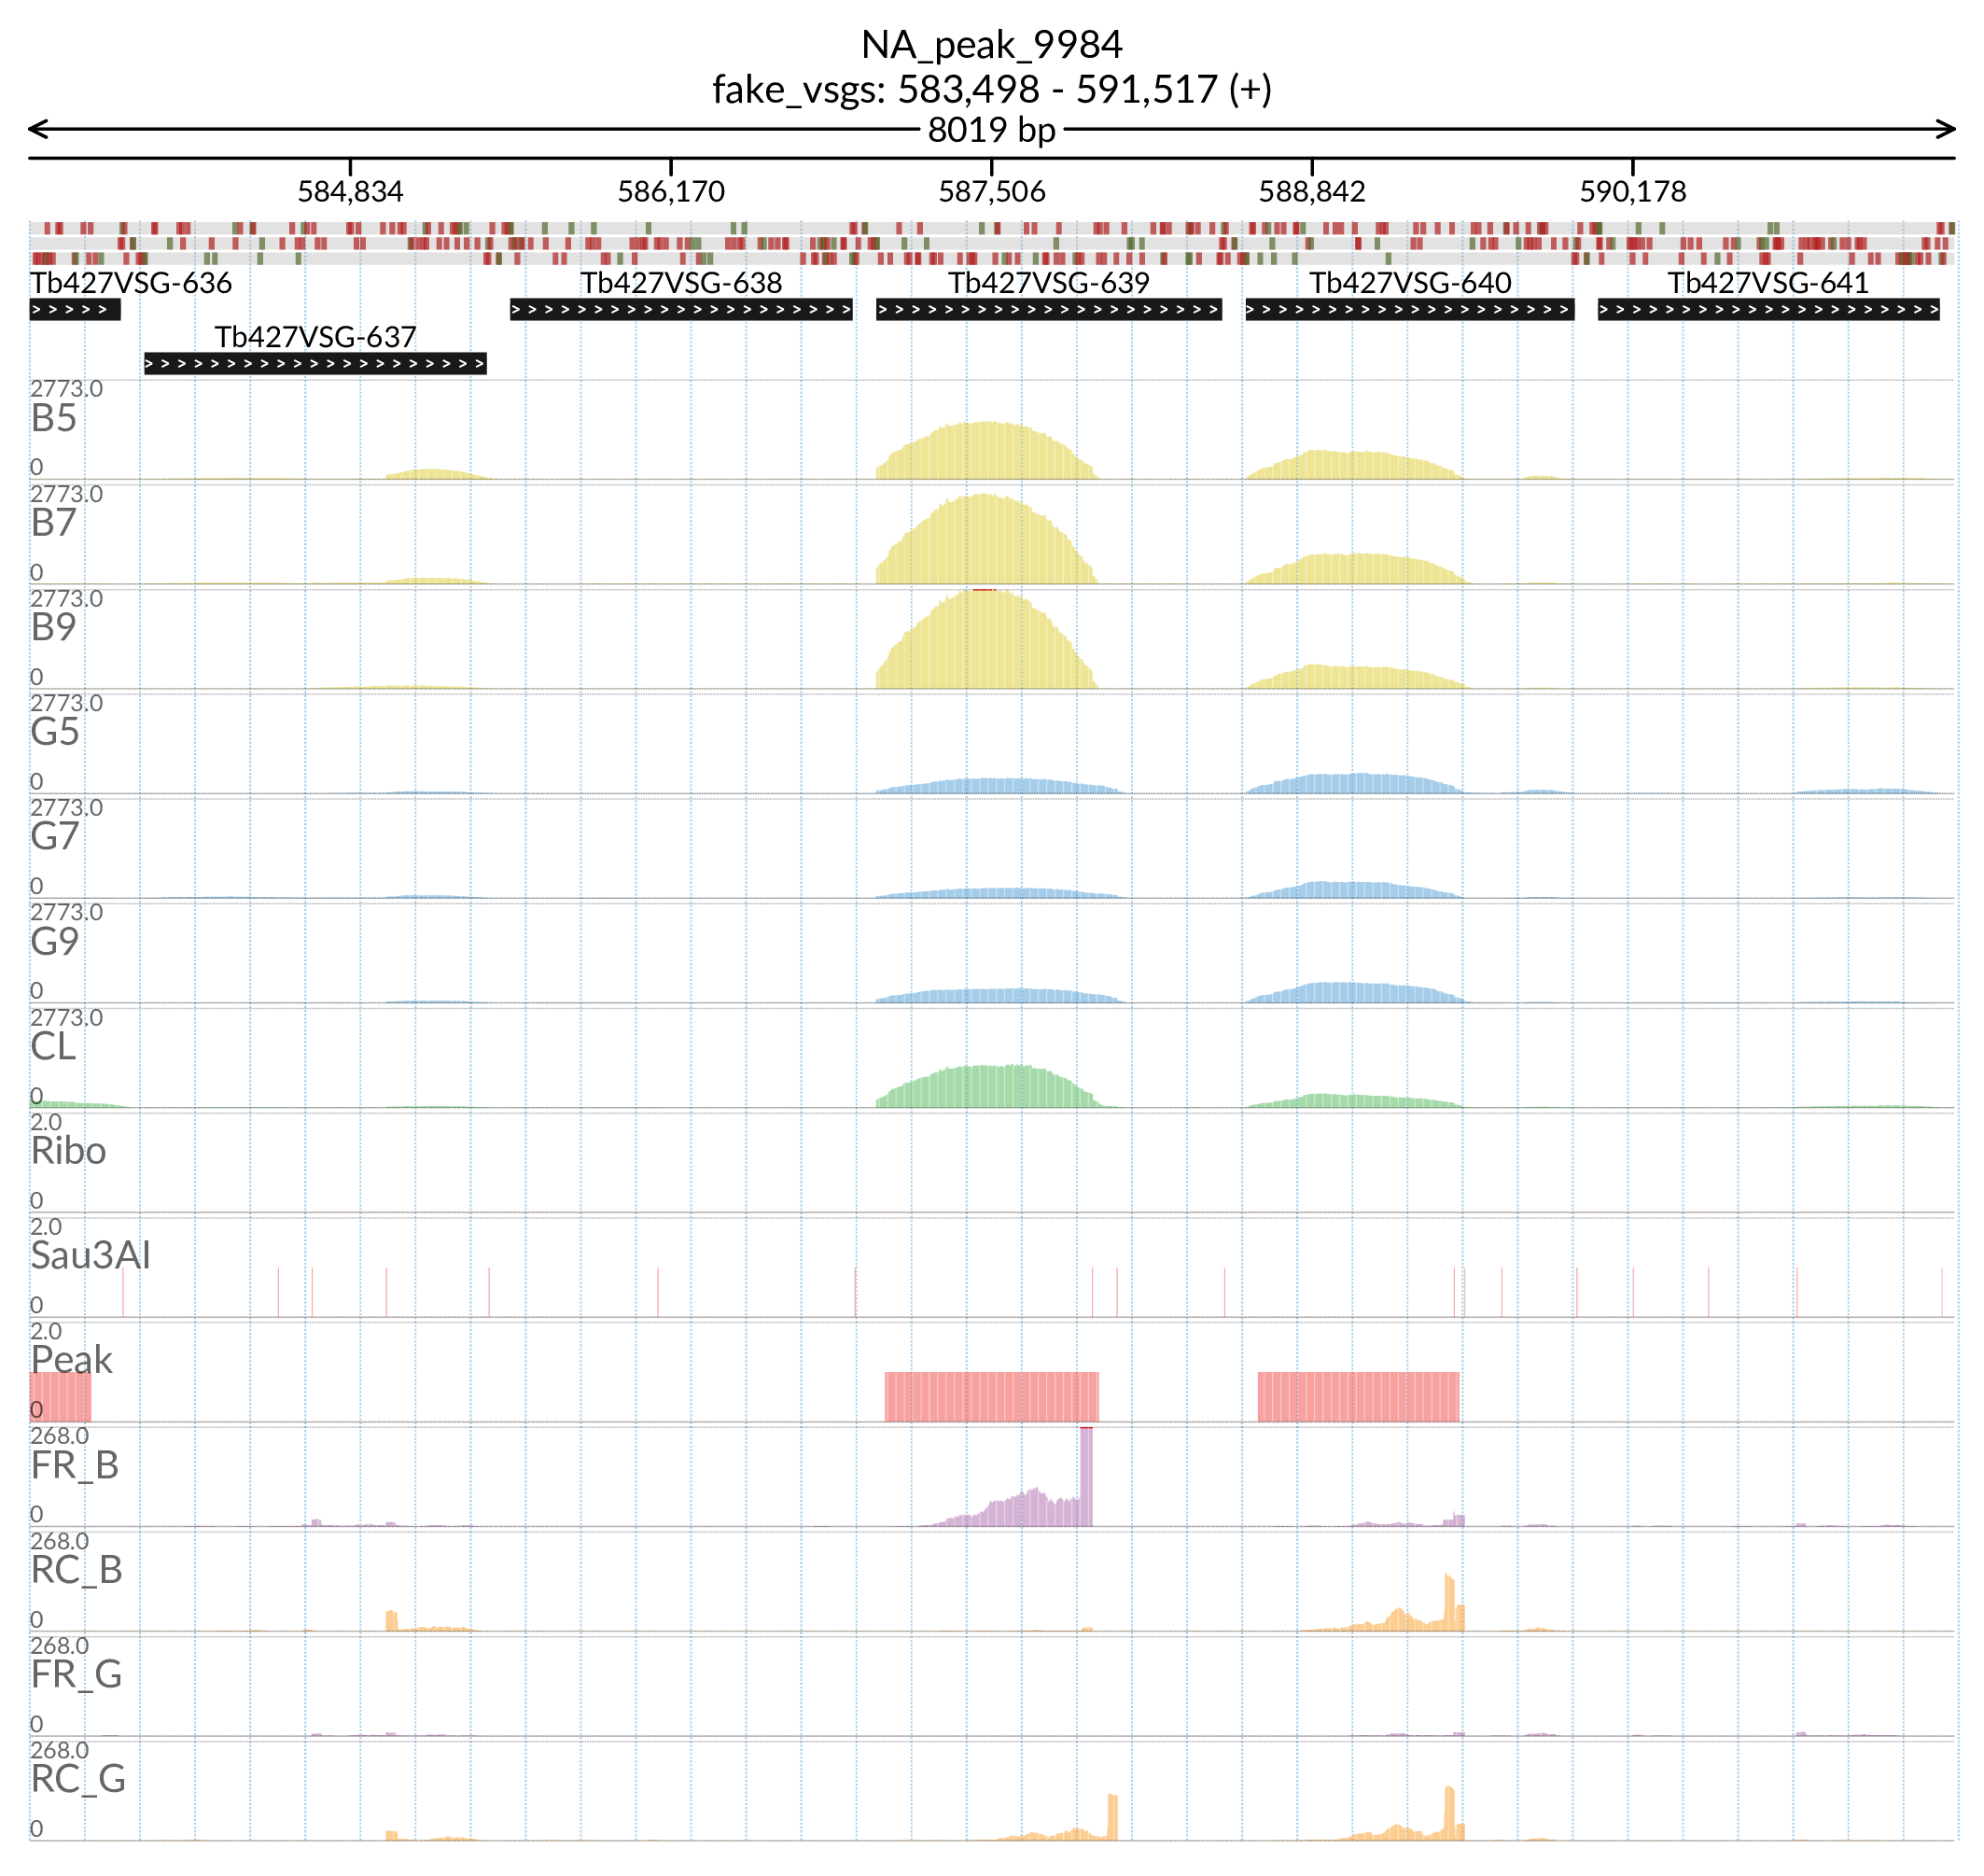 NA_peak_9984
fake_vsgs: 583,498 - 591,517 (+)
8019 bp
584,834 586,170 587,506 588,842 590,178
Tb427VSG-636 Tb427VSG-638 Tb427VSG-639 Tb427VSG-640 Tb427VSG-641
Tb427VSG-637
2773.0
B5
0
2773.0
B7
0
2773.0
B9
0
2773.0
G5
0
2773.0
G7
0
2773.0
G9
0
2773.0
CL
0
2.0
Ribo
0
2.0
Sau3AI
0
2.0
Peak
0
268.0
FR_B
0
268.0
RC_B
0
268.0
FR_G
0
268.0
RC_G
0